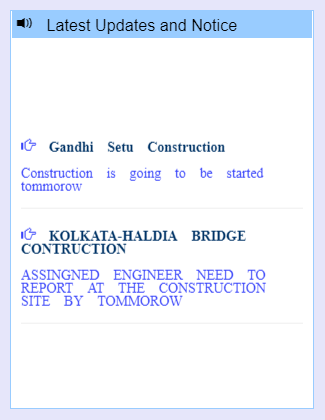 Latest Updates and Notice
Gandhi Setu Construction
Construction is going to be started
tommorow
KOLKATA-HALDIA BRIDGE
CONTRUCTION
ASSINGNED ENGINEER NEED TO
REPORT AT THE CONSTRUCTION
SITE BY TOMMOROW